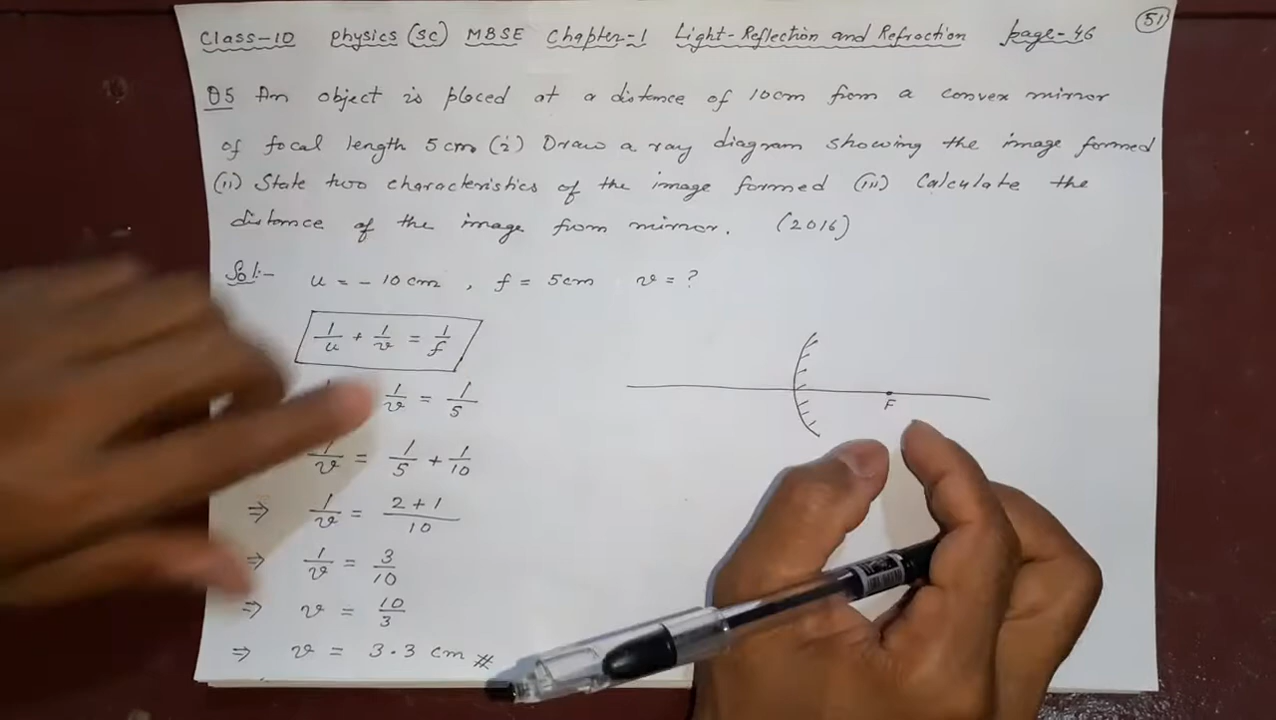 51
Class-10 Physics (SC) MBSE Chapter-1 Light-Reflection and Refraction page-46
Q5 An object is placed at a distance of 10cm from a convex mirror
of focal length 5cm. (i) Draw a ray diagram showing the image formed
(ii) State two characteristics of the image formed (iii) Calculate the
distance of the image from mirror. (2016)
Sol:- u = - 10cm , f = 5cm v = ?
1/u + 1/v = 1/f
1/v = 1/5
1/v = 1/5 + 1/10
⇒ 1/v = 2+1/10
⇒ 1/v = 3/10
⇒ v = 10/3
⇒ v = 3.3 cm
F